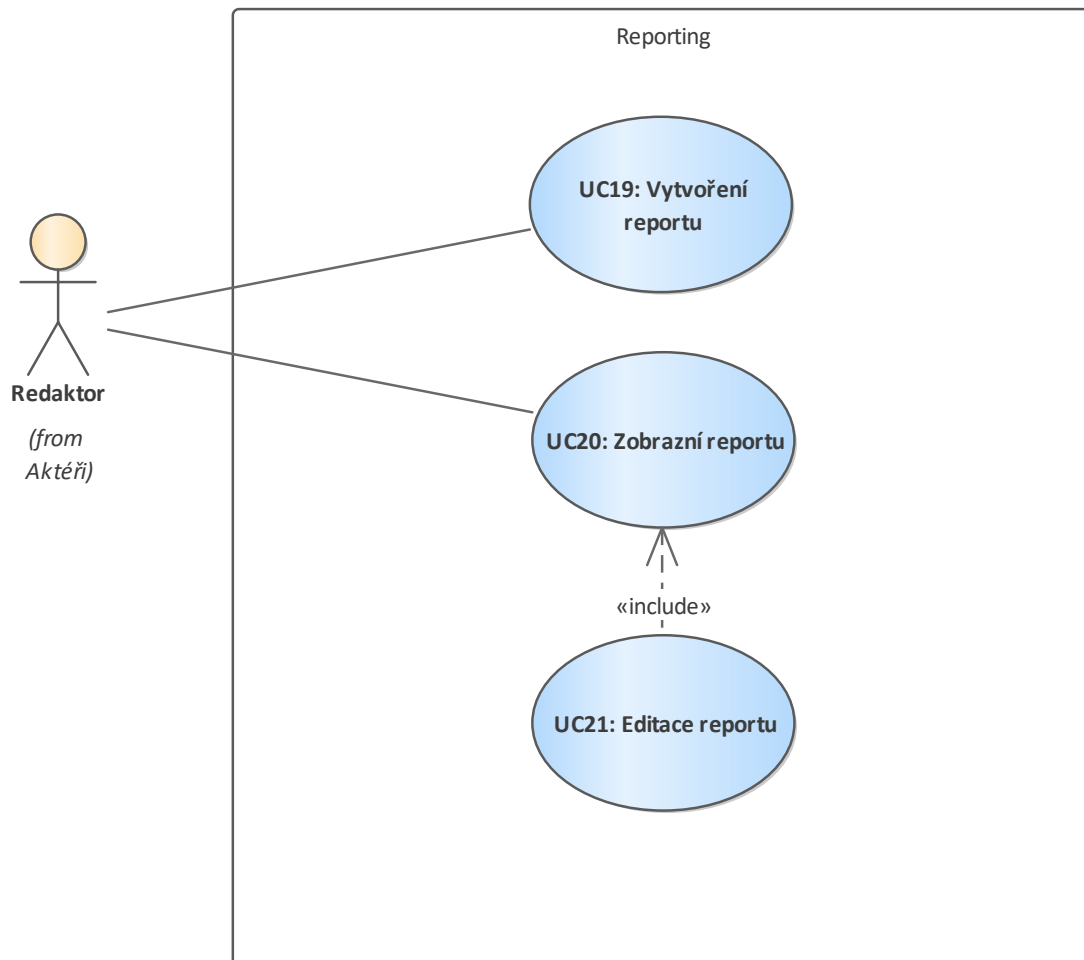 Reporting
UC19: Vytvoření
reportu
Redaktor
(from
Aktéři)
UC20: Zobrazní reportu
«include»
UC21: Editace reportu